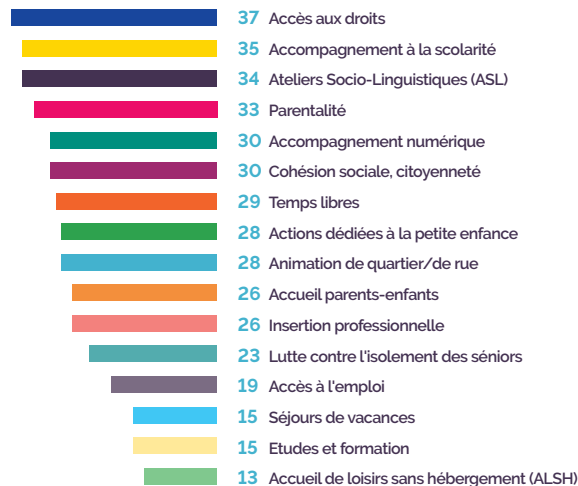 37 Accès aux droits
35 Accompagnement à la scolarité
34 Ateliers Socio-Linguistiques (ASL)
33 Parentalité
30 Accompagnement numérique
30 Cohésion sociale, citoyenneté
29 Temps libres
28 Actions dédiées à la petite enfance
28 Animation de quartier/de rue
26 Accueil parents-enfants
26 Insertion professionnelle
23 Lutte contre l'isolement des séniors
19 Accès à l'emploi
15 Séjours de vacances
15 Etudes et formation
13 Accueil de loisirs sans hébergement (ALSH)